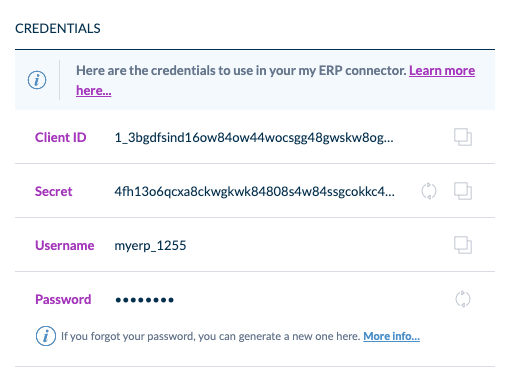 CREDENTIALS
Here are the credentials to use in your my ERP connector. Learn more
here...
Client ID 1_3bgdfsind16ow84ow44wocsgg48gwskw8og...
Secret 4fh13o6qcxa8ckwgkwk84808s4w84ssgcokkc4...
Username myerp_1255
Password ••••••••
If you forgot your password, you can generate a new one here. More info...